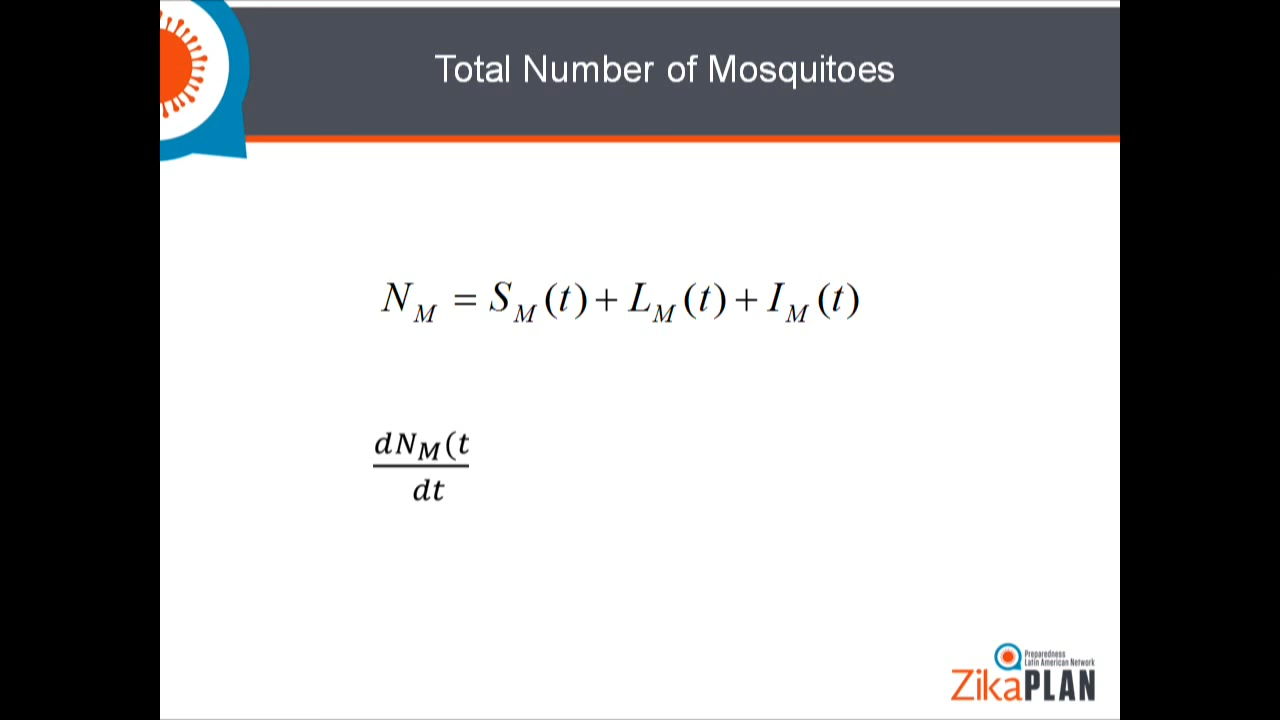 Total Number of Mosquitoes
N_M = S_M(t) + L_M(t) + I_M(t)
dN_M(t
dt
Preparedness
Latin American Network
ZikaPLAN